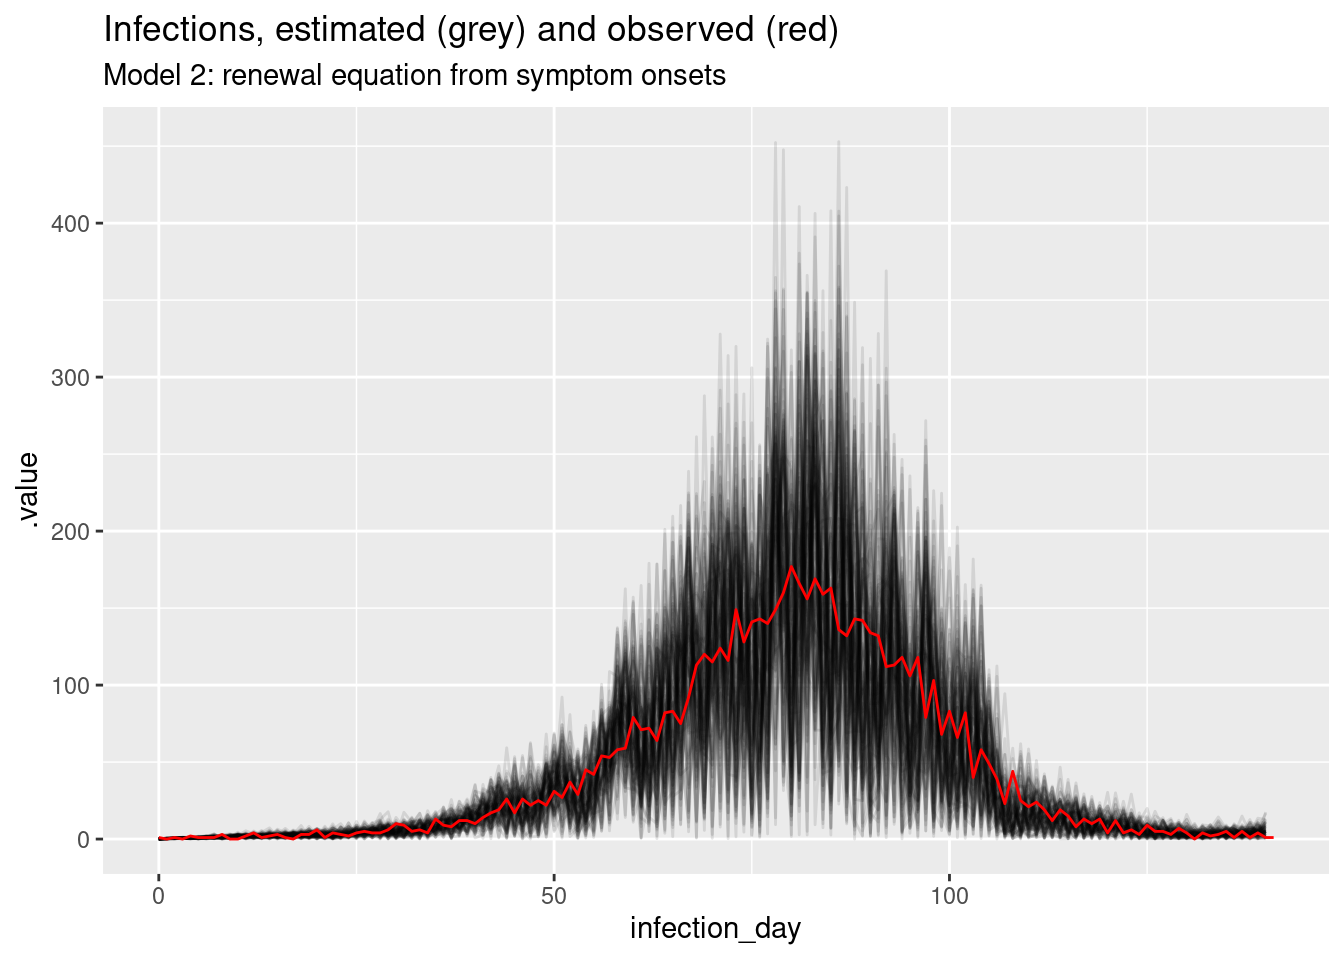 Infections, estimated (grey) and observed (red)
Model 2: renewal equation from symptom onsets
400
300
200
100
0
.value
0 50 100
infection_day